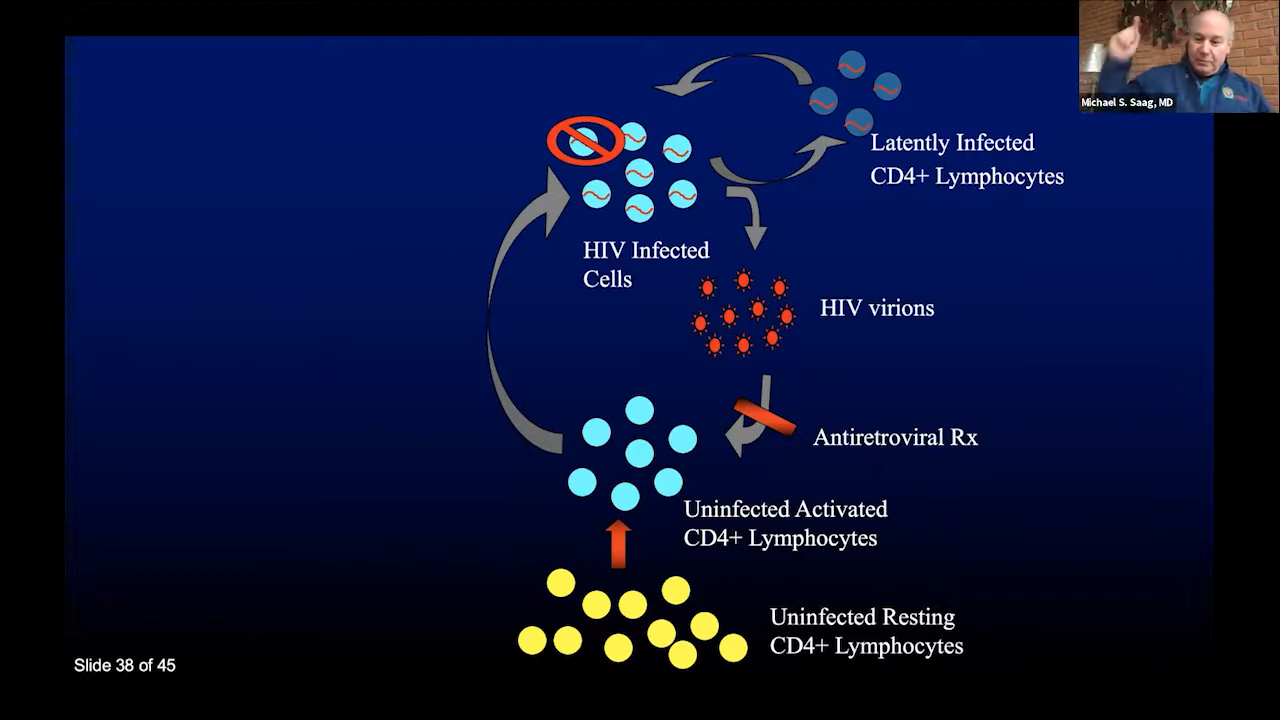 Michael S. Saag, MD
Latently Infected
CD4+ Lymphocytes
HIV Infected
Cells
HIV virions
Antiretroviral Rx
Uninfected Activated
CD4+ Lymphocytes
Uninfected Resting
CD4+ Lymphocytes
Slide 38 of 45